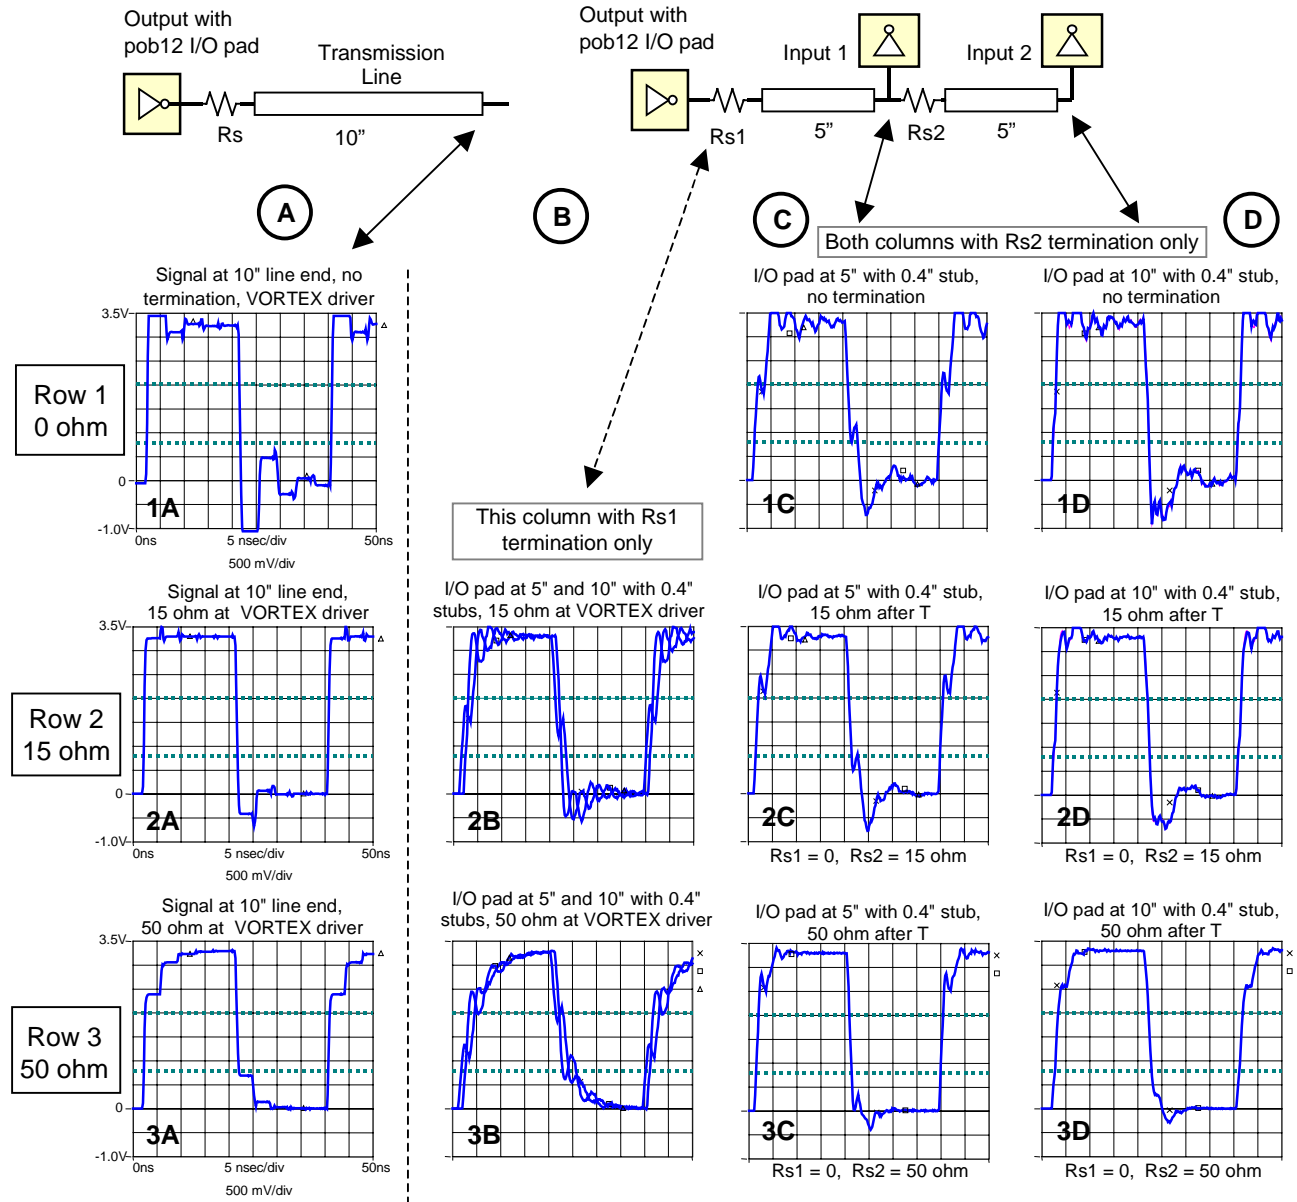 Output with
pob12 I/O pad
Transmission
Line
Rs
10”
Output with
pob12 I/O pad
Input 1
Input 2
Rs1
5”
Rs2
5”
A
B
C
D
Both columns with Rs2 termination only
Signal at 10" line end, no
termination, VORTEX driver
I/O pad at 5" with 0.4" stub,
no termination
I/O pad at 10" with 0.4" stub,
no termination
Row 1
0 ohm
3.5V
0
-1.0V
1A
0ns
5 nsec/div
50ns
500 mV/div
This column with Rs1
termination only
1C
1D
Signal at 10" line end,
15 ohm at VORTEX driver
I/O pad at 5" and 10" with 0.4"
stubs, 15 ohm at VORTEX driver
I/O pad at 5" with 0.4" stub,
15 ohm after T
I/O pad at 10" with 0.4" stub,
15 ohm after T
Row 2
15 ohm
3.5V
0
-1.0V
2A
0ns
5 nsec/div
50ns
500 mV/div
2B
2C
Rs1 = 0, Rs2 = 15 ohm
2D
Rs1 = 0, Rs2 = 15 ohm
Signal at 10" line end,
50 ohm at VORTEX driver
I/O pad at 5" and 10" with 0.4"
stubs, 50 ohm at VORTEX driver
I/O pad at 5" with 0.4" stub,
50 ohm after T
I/O pad at 10" with 0.4" stub,
50 ohm after T
Row 3
50 ohm
3.5V
0
-1.0V
3A
0ns
5 nsec/div
50ns
500 mV/div
3B
3C
Rs1 = 0, Rs2 = 50 ohm
3D
Rs1 = 0, Rs2 = 50 ohm